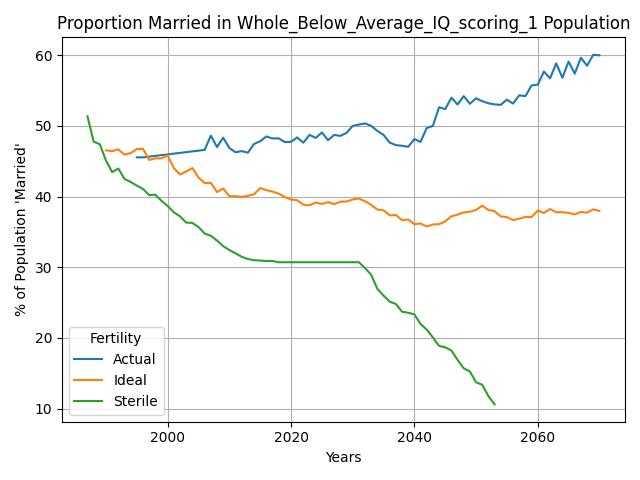 Proportion Married in Whole_Below_Average_IQ_scoring_1 Population
% of Population 'Married'
60
50
40
30
20
10
Fertility
Actual
Ideal
Sterile
2000
2020
2040
2060
Years